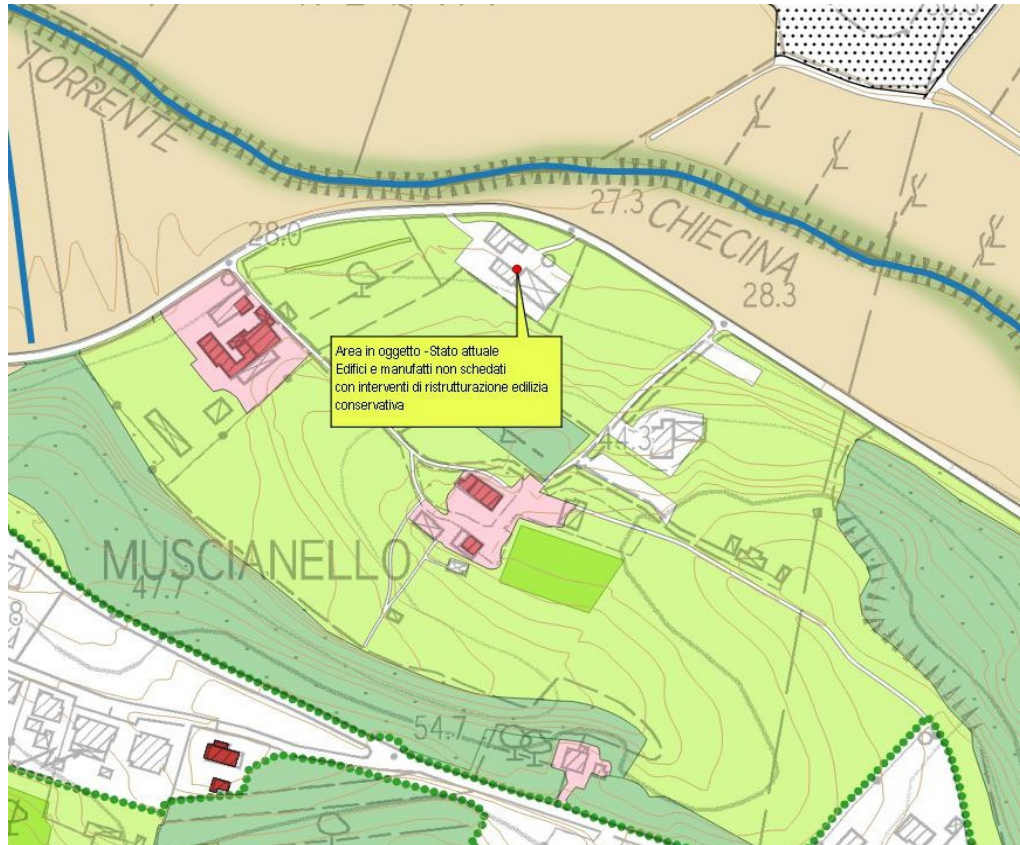 TORRENTE
27.3
CHIECINA
28.0
28.3
Area in oggetto -Stato attuale
Edifici e manufatti non schedati
con interventi di ristrutturazione edilizia
conservativa
44.3
MUSCIANELLO
47.7
54.7